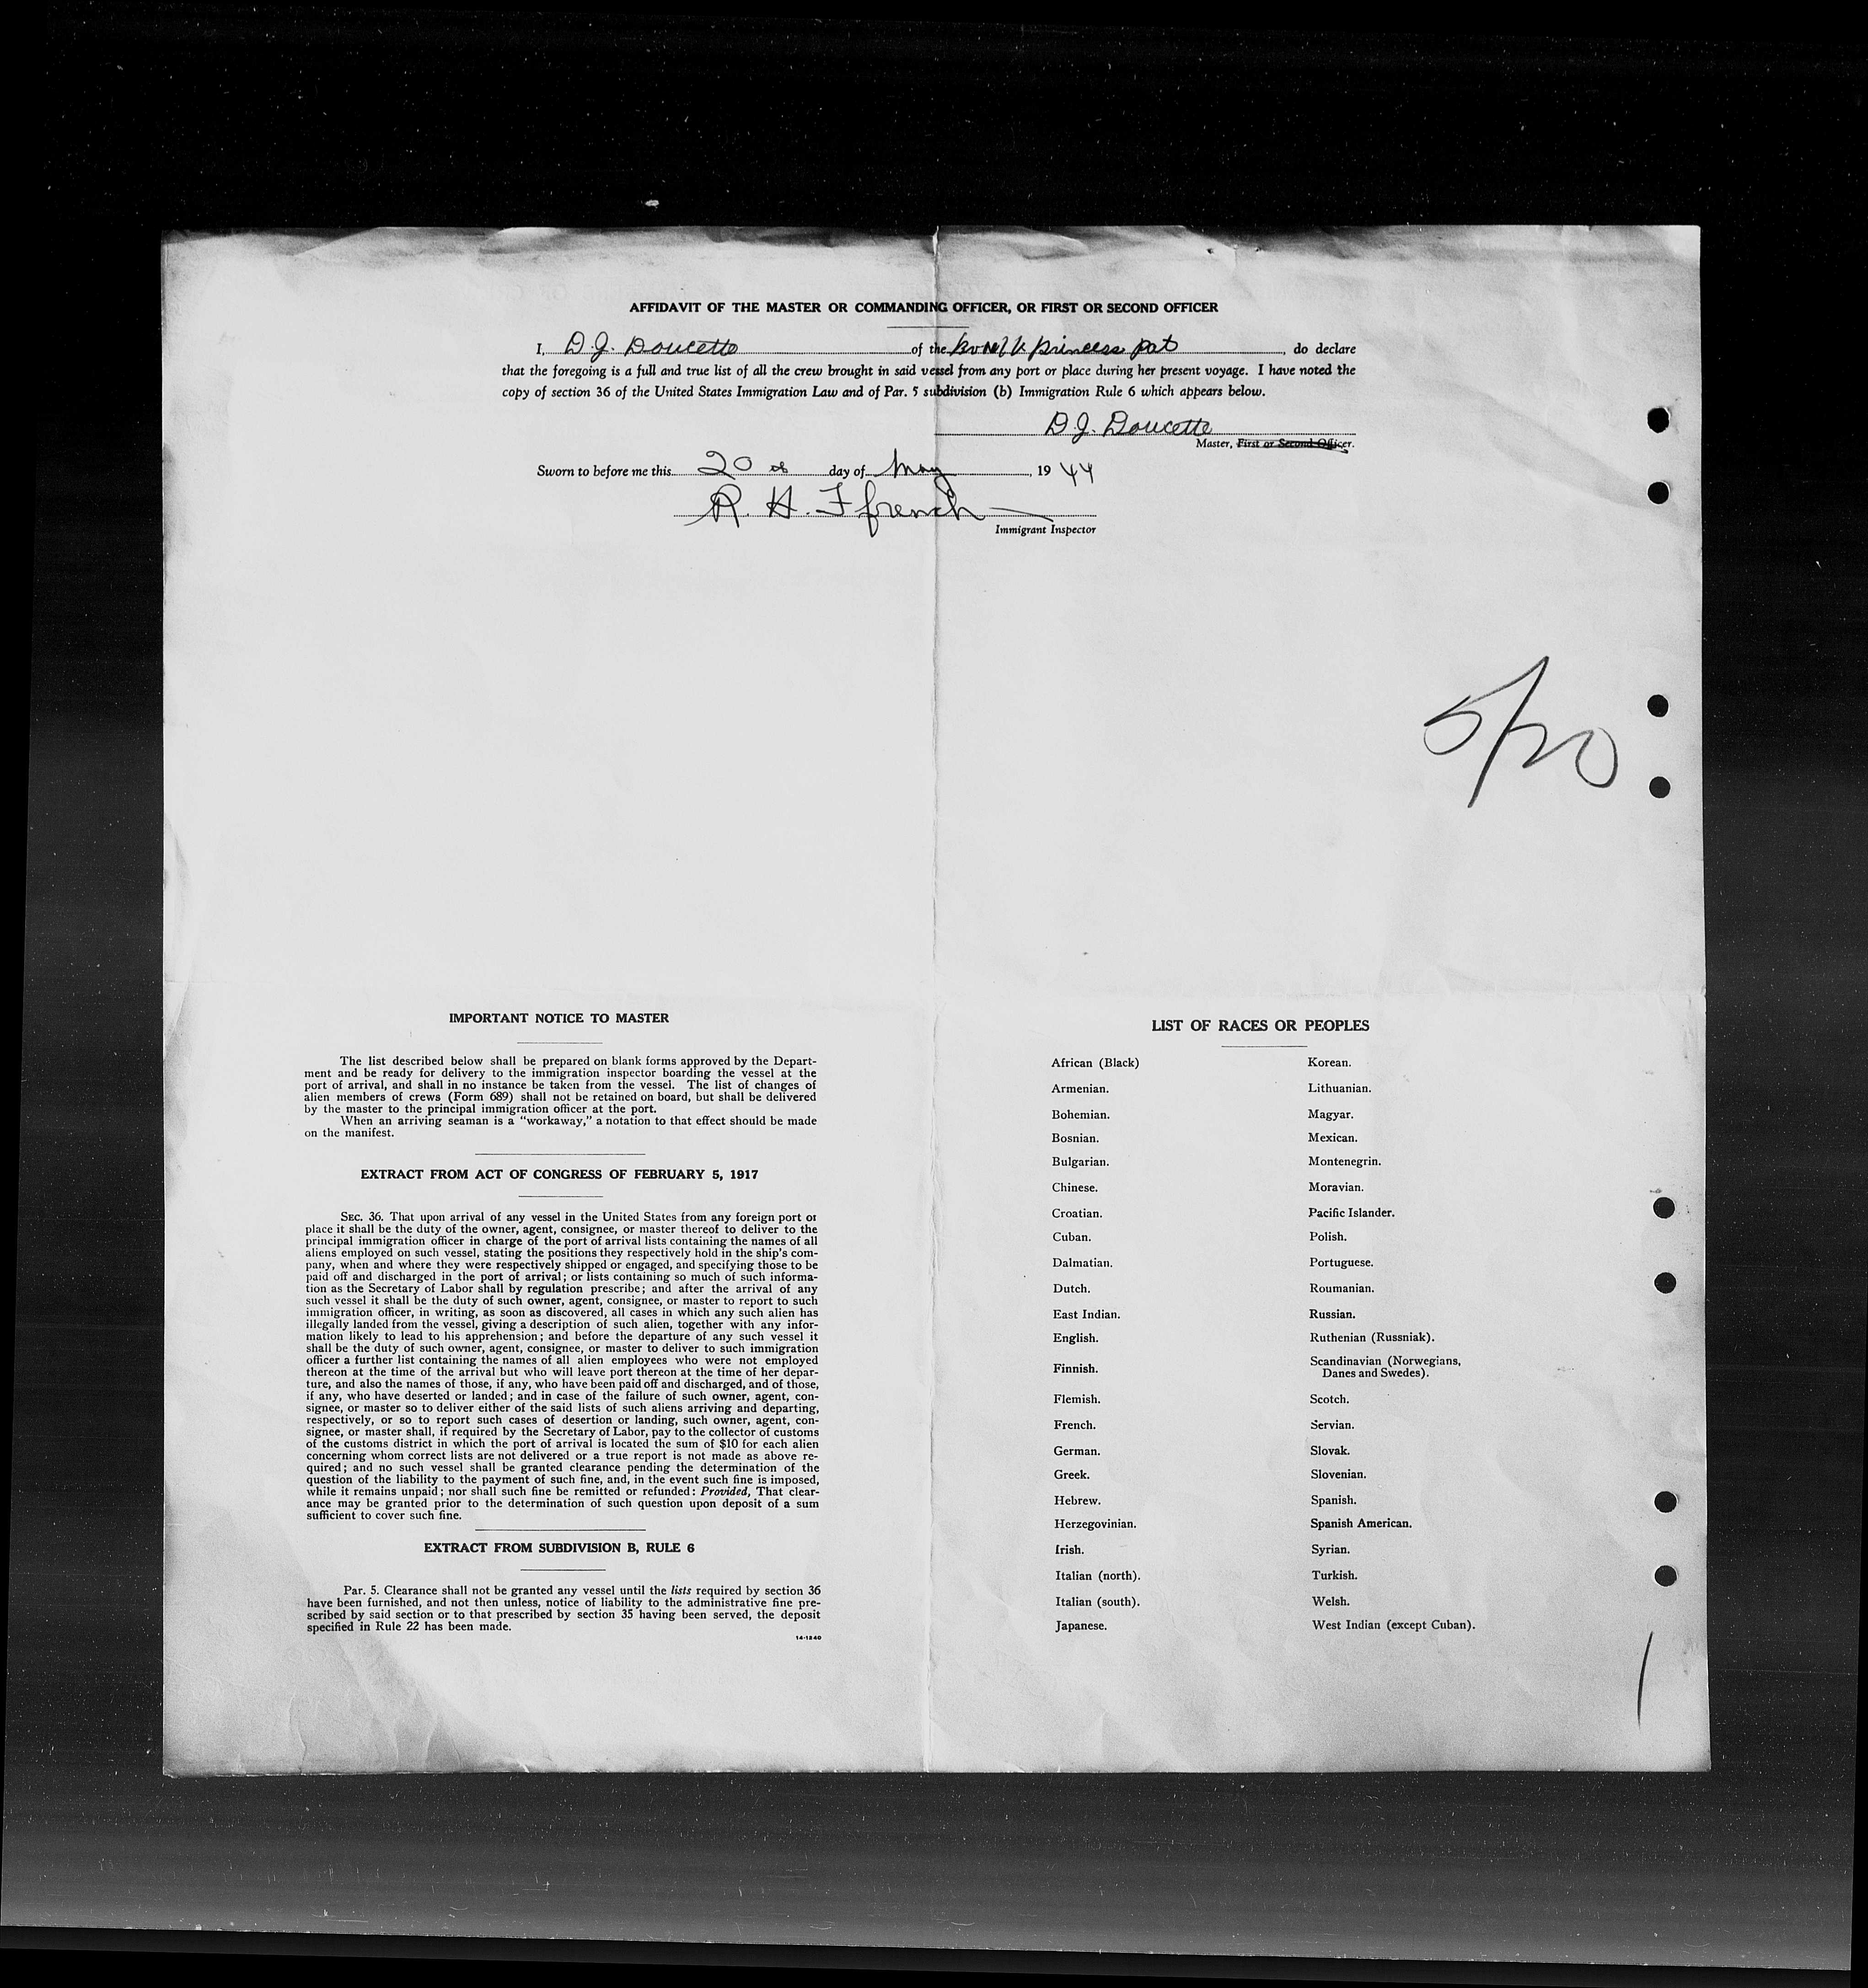 AFFIDAVIT OF THE MASTER OR COMMANDING OFFICER, OR FIRST OR SECOND OFFICER
I, D.J. Doucette of the Princess Pat, do declare
that the foregoing is a full and true list of all the crew brought in said vessel from any port or place during her present voyage. I have noted the
copy of section 36 of the United States Immigration Law and of Par. 5 subdivision (b) Immigration Rule 6 which appears below.
D.J. Doucette
Master, First or Second Officer.
Sworn to before me this 20 day of May, 1944
R. H. Ffrench
Immigrant Inspector
5/20
IMPORTANT NOTICE TO MASTER
The list described below shall be prepared on blank forms approved by the Depart-
ment and be ready for delivery to the immigration inspector boarding the vessel at the
port of arrival, and shall in no instance be taken from the vessel. The list of changes of
alien members of crews (Form 689) shall not be retained on board, but shall be delivered
by the master to the principal immigration officer at the port.
When an arriving seaman is a "workaway," a notation to that effect should be made
on the manifest.
EXTRACT FROM ACT OF CONGRESS OF FEBRUARY 5, 1917
SEC. 36. That upon arrival of any vessel in the United States from any foreign port or
place it shall be the duty of the owner, agent, consignee, or master thereof to deliver to the
principal immigration officer in charge of the port of arrival lists containing the names of all
aliens employed on such vessel, stating the positions they respectively hold in the ship's com-
pany, when and where they were respectively shipped or engaged, and specifying those to be
paid off and discharged in the port of arrival; or lists containing so much of such informa-
tion as the Secretary of Labor shall by regulation prescribe; and after the arrival of any
such vessel it shall be the duty of such owner, agent, consignee, or master to report to such
immigration officer, in writing, as soon as discovered, all cases in which any such alien has
illegally landed from the vessel, giving a description of such alien, together with any infor-
mation likely to lead to his apprehension; and before the departure of any such vessel it
shall be the duty of such owner, agent, consignee, or master to deliver to such immigration
officer a further list containing the names of all alien employees who were not employed
thereon at the time of the arrival but who will leave port thereon at the time of her depar-
ture, and also the names of those, if any, who have been paid off and discharged, and of those,
if any, who have deserted or landed; and in case of the failure of such owner, agent, con-
signee, or master so to deliver either of the said lists of such aliens arriving and departing,
respectively, or so to report such cases of desertion or landing, such owner, agent, con-
signee, or master shall, if required by the Secretary of Labor, pay to the collector of customs
of the customs district in which the port of arrival is located the sum of $10 for each alien
concerning whom correct lists are not delivered or a true report is not made as above re-
quired; and no such vessel shall be granted clearance pending the determination of the
question of the liability to the payment of such fine, and, in the event such fine is imposed,
while it remains unpaid; nor shall such fine be remitted or refunded: Provided, That clear-
ance may be granted prior to the determination of such question upon deposit of a sum
sufficient to cover such fine.
EXTRACT FROM SUBDIVISION B, RULE 6
Par. 5. Clearance shall not be granted any vessel until the lists required by section 36
have been furnished, and not then unless, notice of liability to the administrative fine pre-
scribed by said section or to that prescribed by section 35 having been served, the deposit
specified in Rule 22 has been made.
14-1240
LIST OF RACES OR PEOPLES
African (Black)
Armenian.
Bohemian.
Bosnian.
Bulgarian.
Chinese.
Croatian.
Cuban.
Dalmatian.
Dutch.
East Indian.
English.
Finnish.
Flemish.
French.
German.
Greek.
Hebrew.
Herzegovinian.
Irish.
Italian (north).
Italian (south).
Japanese.
Korean.
Lithuanian.
Magyar.
Mexican.
Montenegrin.
Moravian.
Pacific Islander.
Polish.
Portuguese.
Roumanian.
Russian.
Ruthenian (Russniak).
Scandinavian (Norwegians,
Danes and Swedes).
Scotch.
Servian.
Slovak.
Slovenian.
Spanish.
Spanish American.
Syrian.
Turkish.
Welsh.
West Indian (except Cuban).